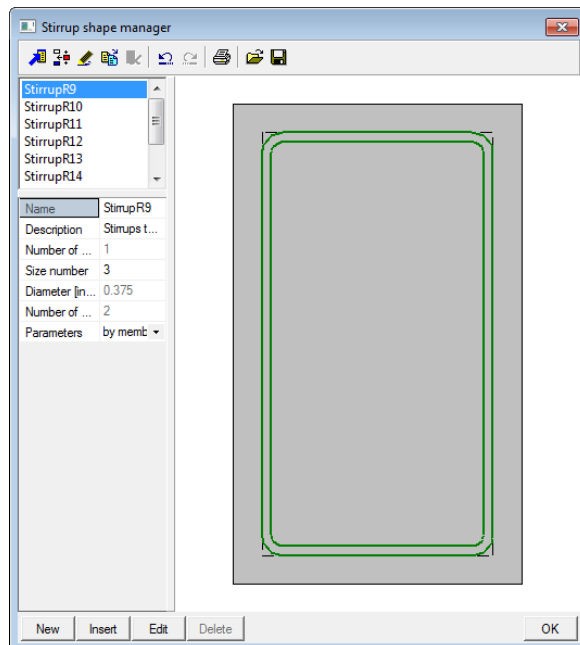 Stirrup shape manager
StirrupR9
StirrupR10
StirrupR11
StirrupR12
StirrupR13
StirrupR14
Name StirrupR9
Description Stirrups t...
Number of ... 1
Size number 3
Diameter [in... 0.375
Number of ... 2
Parameters by memb
New Insert Edit Delete OK